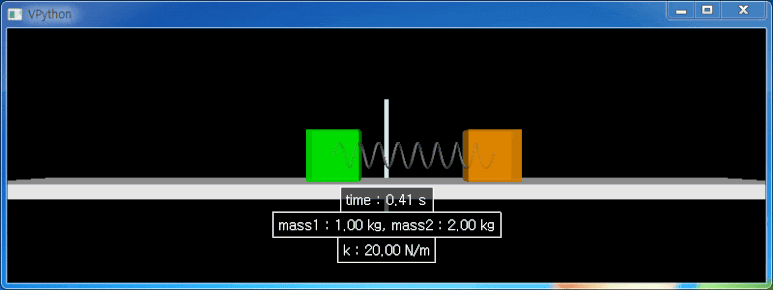 VPython
time : 0,41 s
mass1 : 1,00 kg, mass2 : 2,00 kg
k : 20,00 N/m